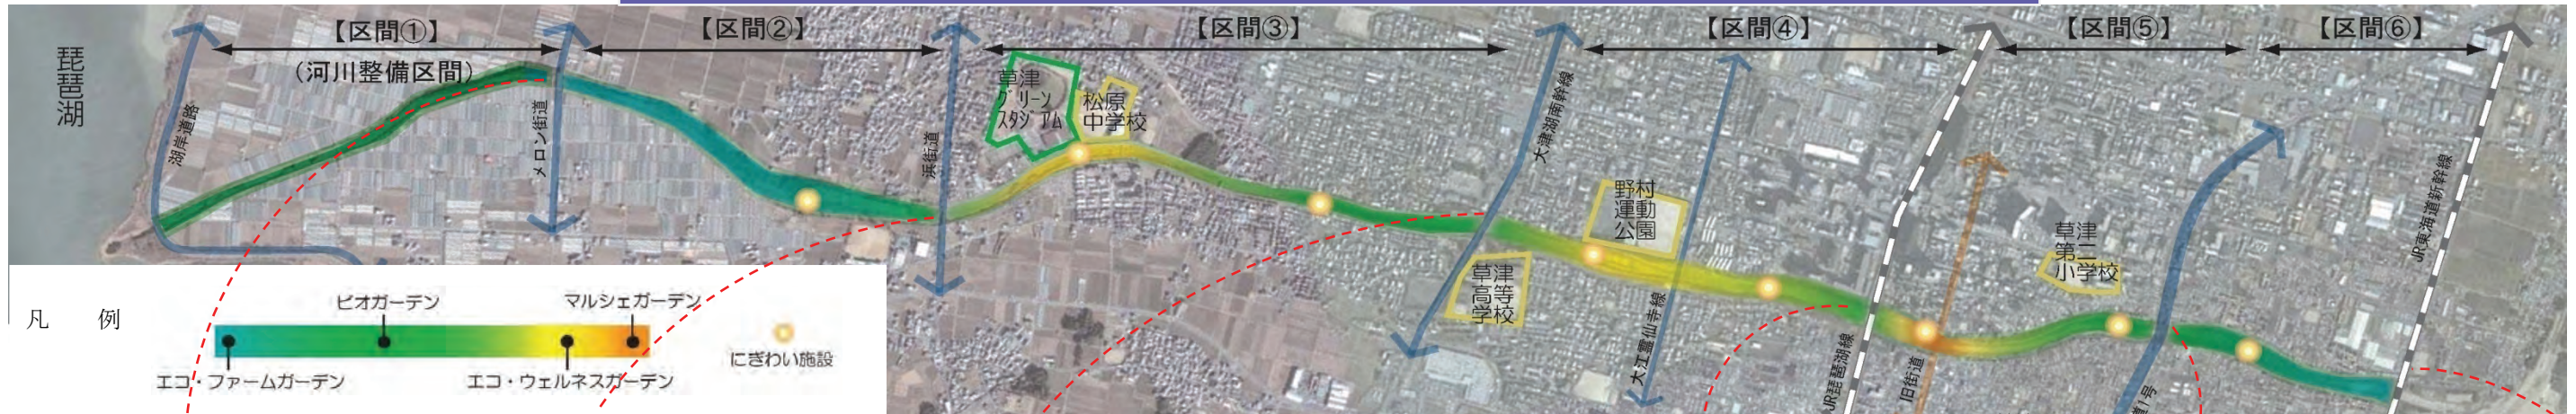 【区間①】
(河川整備区間)
【区間②】
【区間③】
【区間④】
【区間⑤】
【区間⑥】
琵琶湖
湖岸道路
メロン街道
浜街道
草津
グリーン
スタジアム
松原
中学校
大津湖南幹線
野村
運動
公園
草津
高等
学校
大江霊仙寺線
JR琵琶湖線
旧街道
草津
第二
小学校
道1号
JR東海道新幹線
凡 例
ビオガーデン
マルシェガーデン
エコ・ファームガーデン
エコ・ウェルネスガーデン
にぎわい施設